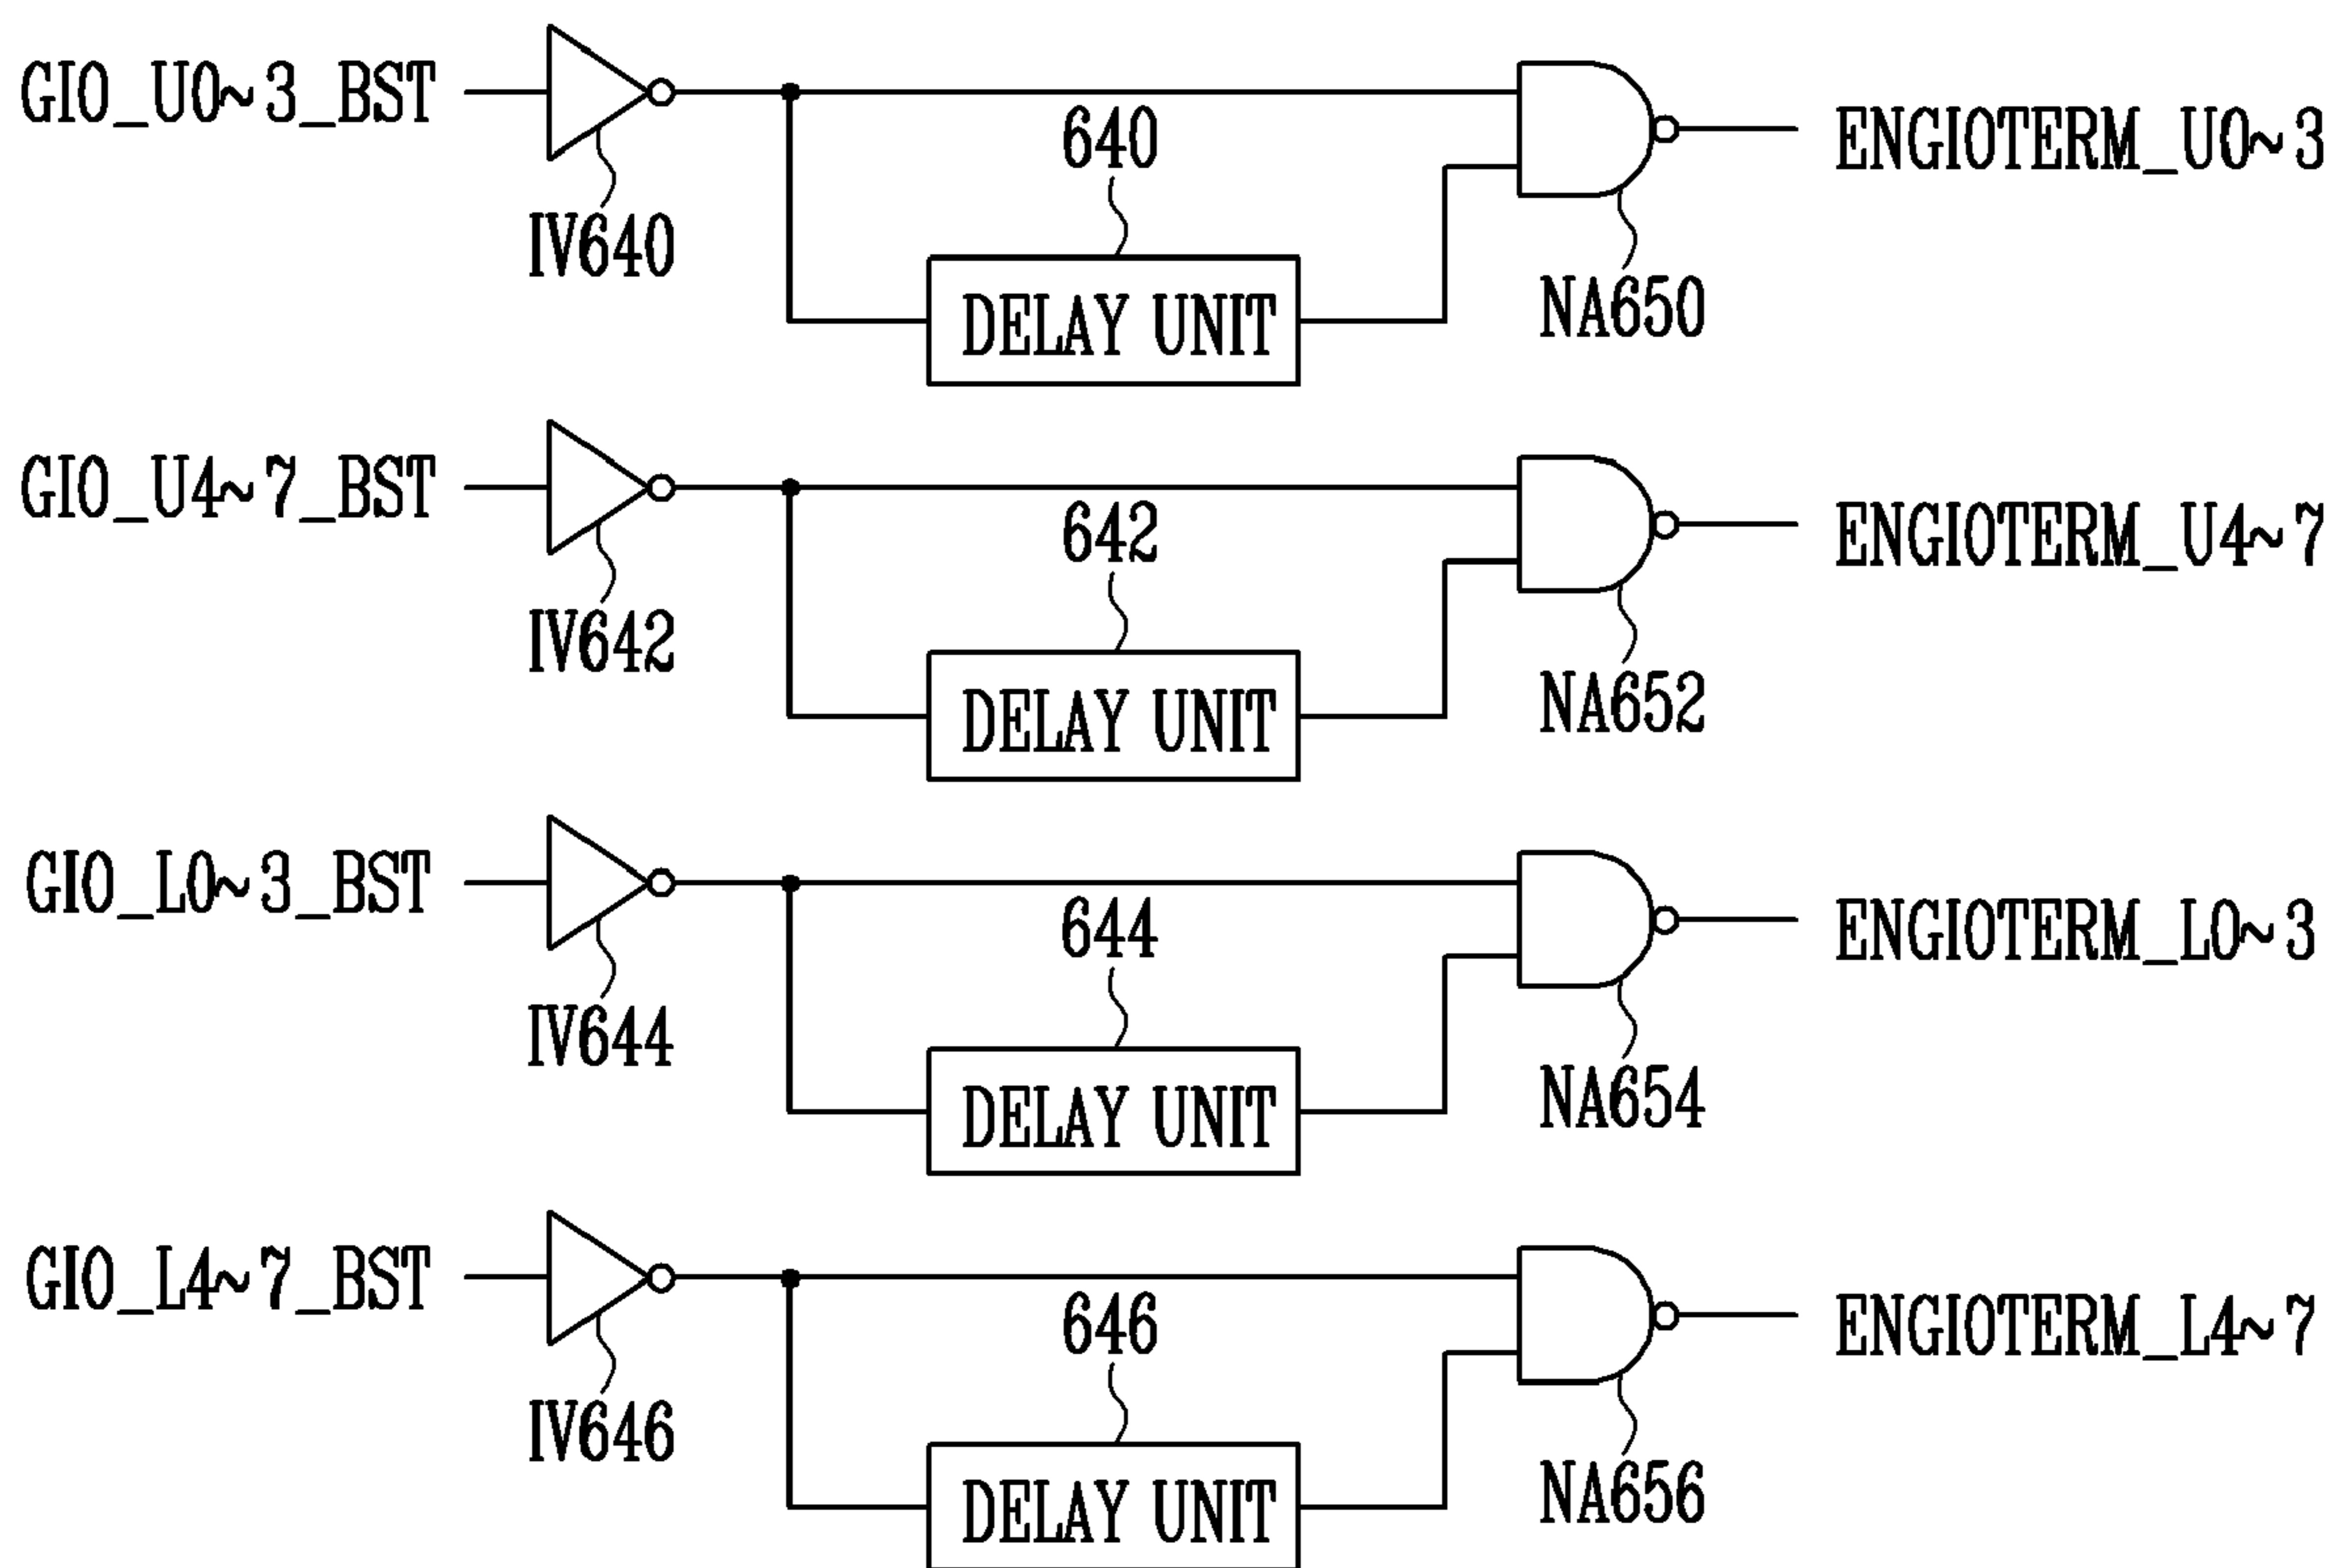 GIO_U0~3_BST
IV640
640
DELAY UNIT
NA650
ENGIOTERM_U0~3
GIO_U4~7_BST
IV642
642
DELAY UNIT
NA652
ENGIOTERM_U4~7
GIO_L0~3_BST
IV644
644
DELAY UNIT
NA654
ENGIOTERM_L0~3
GIO_L4~7_BST
IV646
646
DELAY UNIT
NA656
ENGIOTERM_L4~7